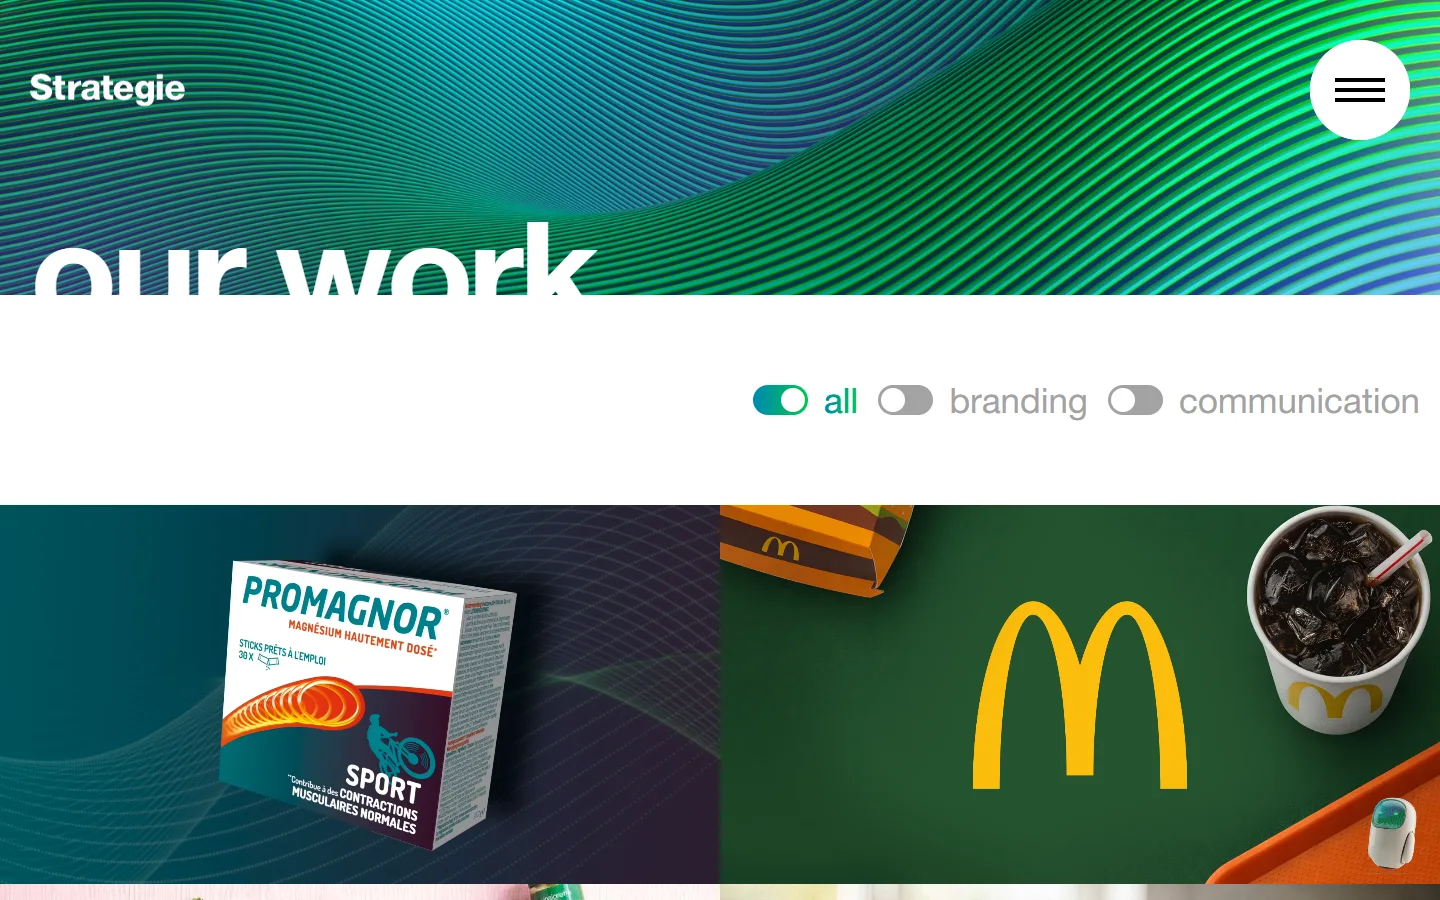 Strategie
our work
all
branding
communication
PROMAGNOR®
MAGNÉSIUM HAUTEMENT DOSÉ*
STICKS PRÊTS À L'EMPLOI
30 X
SPORT
**Contribue à des CONTRACTIONS
MUSCULAIRES NORMALES